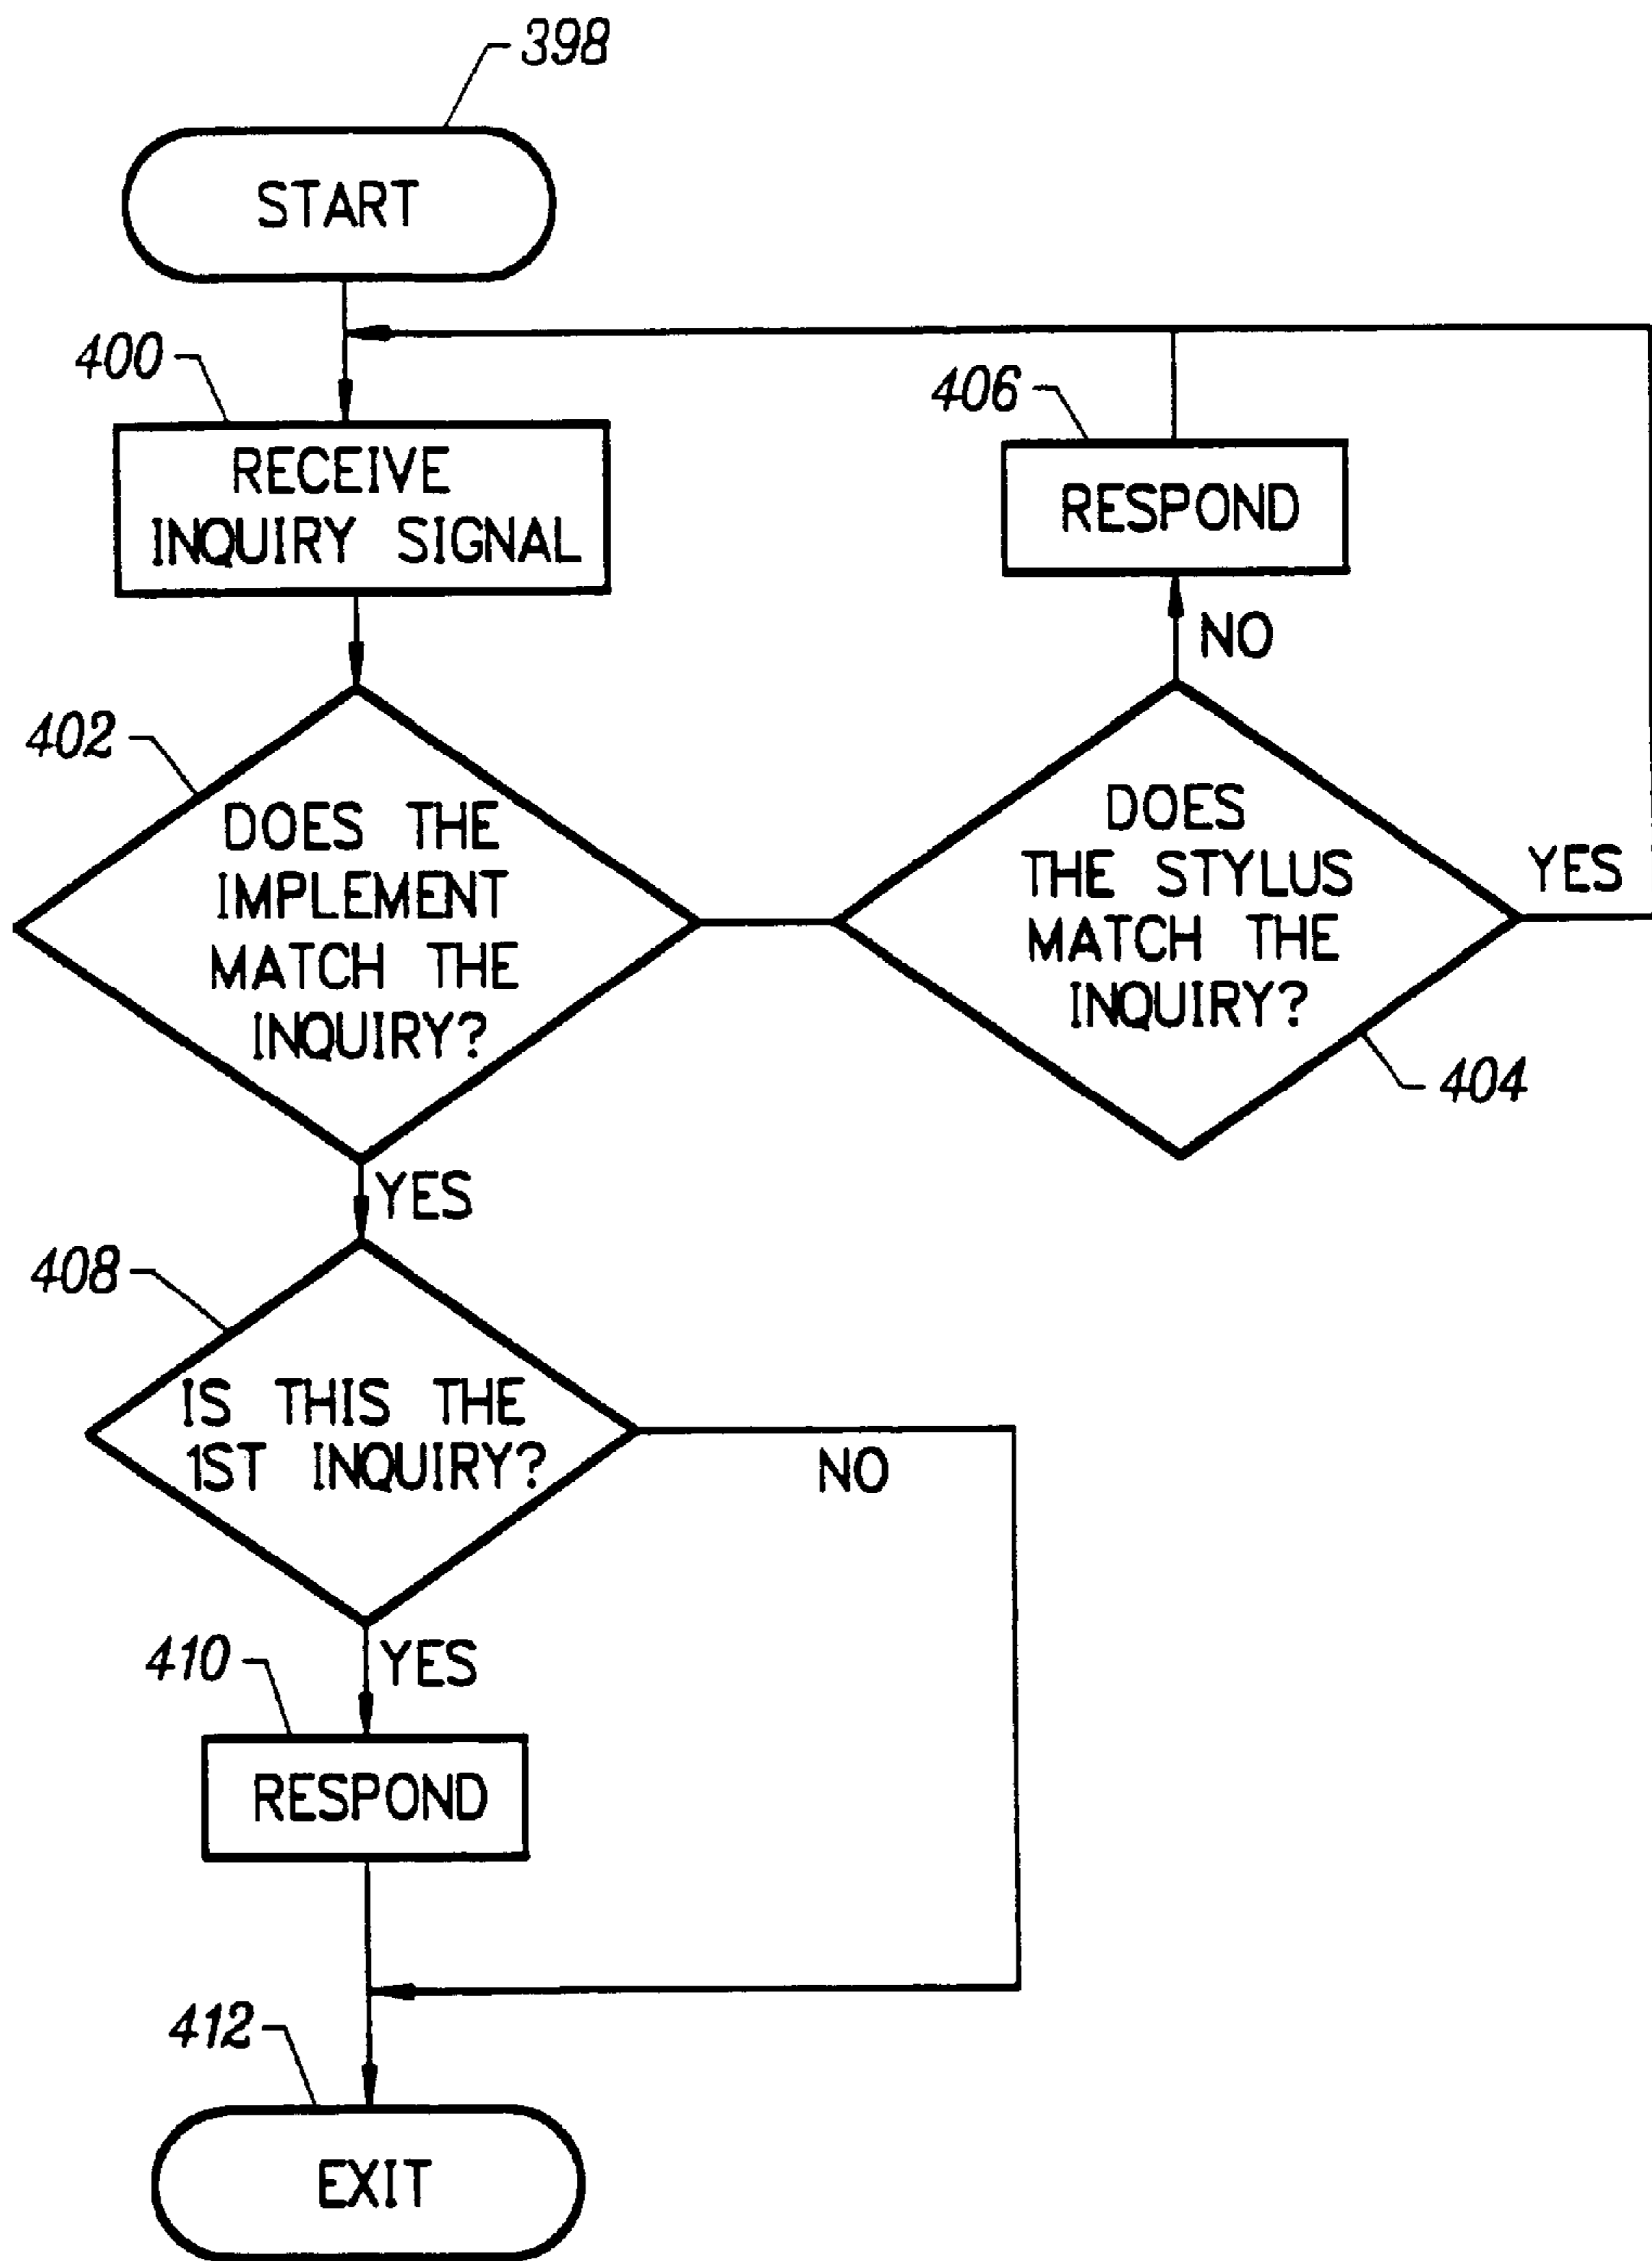 398
START
400
RECEIVE
INQUIRY SIGNAL
406
RESPOND
NO
402
DOES THE
IMPLEMENT
MATCH THE
INQUIRY?
DOES
THE STYLUS
MATCH THE
INQUIRY?
YES
404
YES
408
IS THIS THE
1ST INQUIRY?
NO
YES
410
RESPOND
412
EXIT